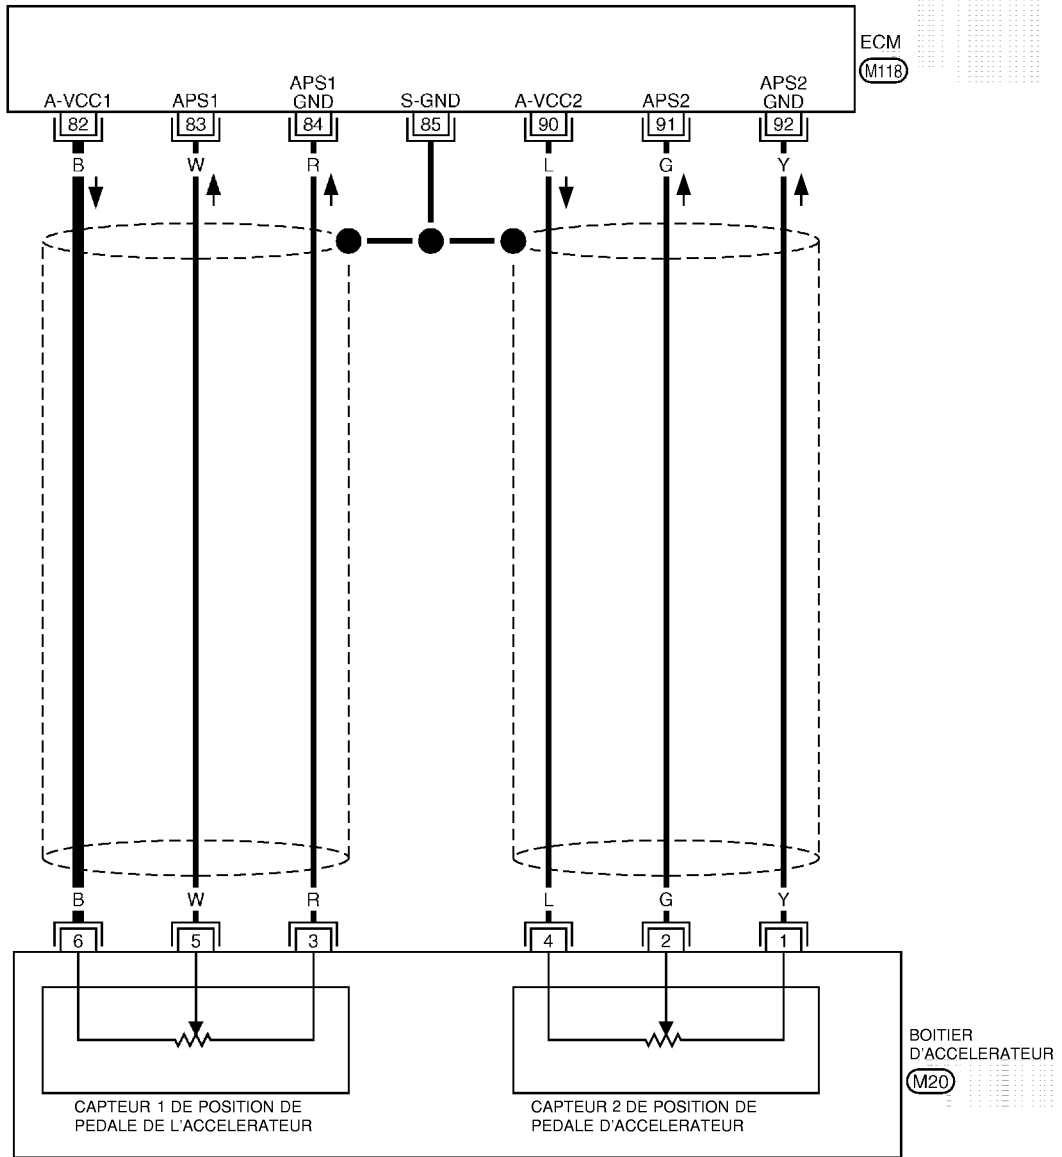 ECM
M118
A-VCC1 APS1 APS1 GND S-GND A-VCC2 APS2 APS2 GND
82 83 84 85 90 91 92
B W R L G Y
B W R L G Y
6 5 3 4 2 1
BOITIER
D'ACCELERATEUR
M20
CAPTEUR 1 DE POSITION DE
PEDALE DE L'ACCELERATEUR
CAPTEUR 2 DE POSITION DE
PEDALE D'ACCELERATEUR